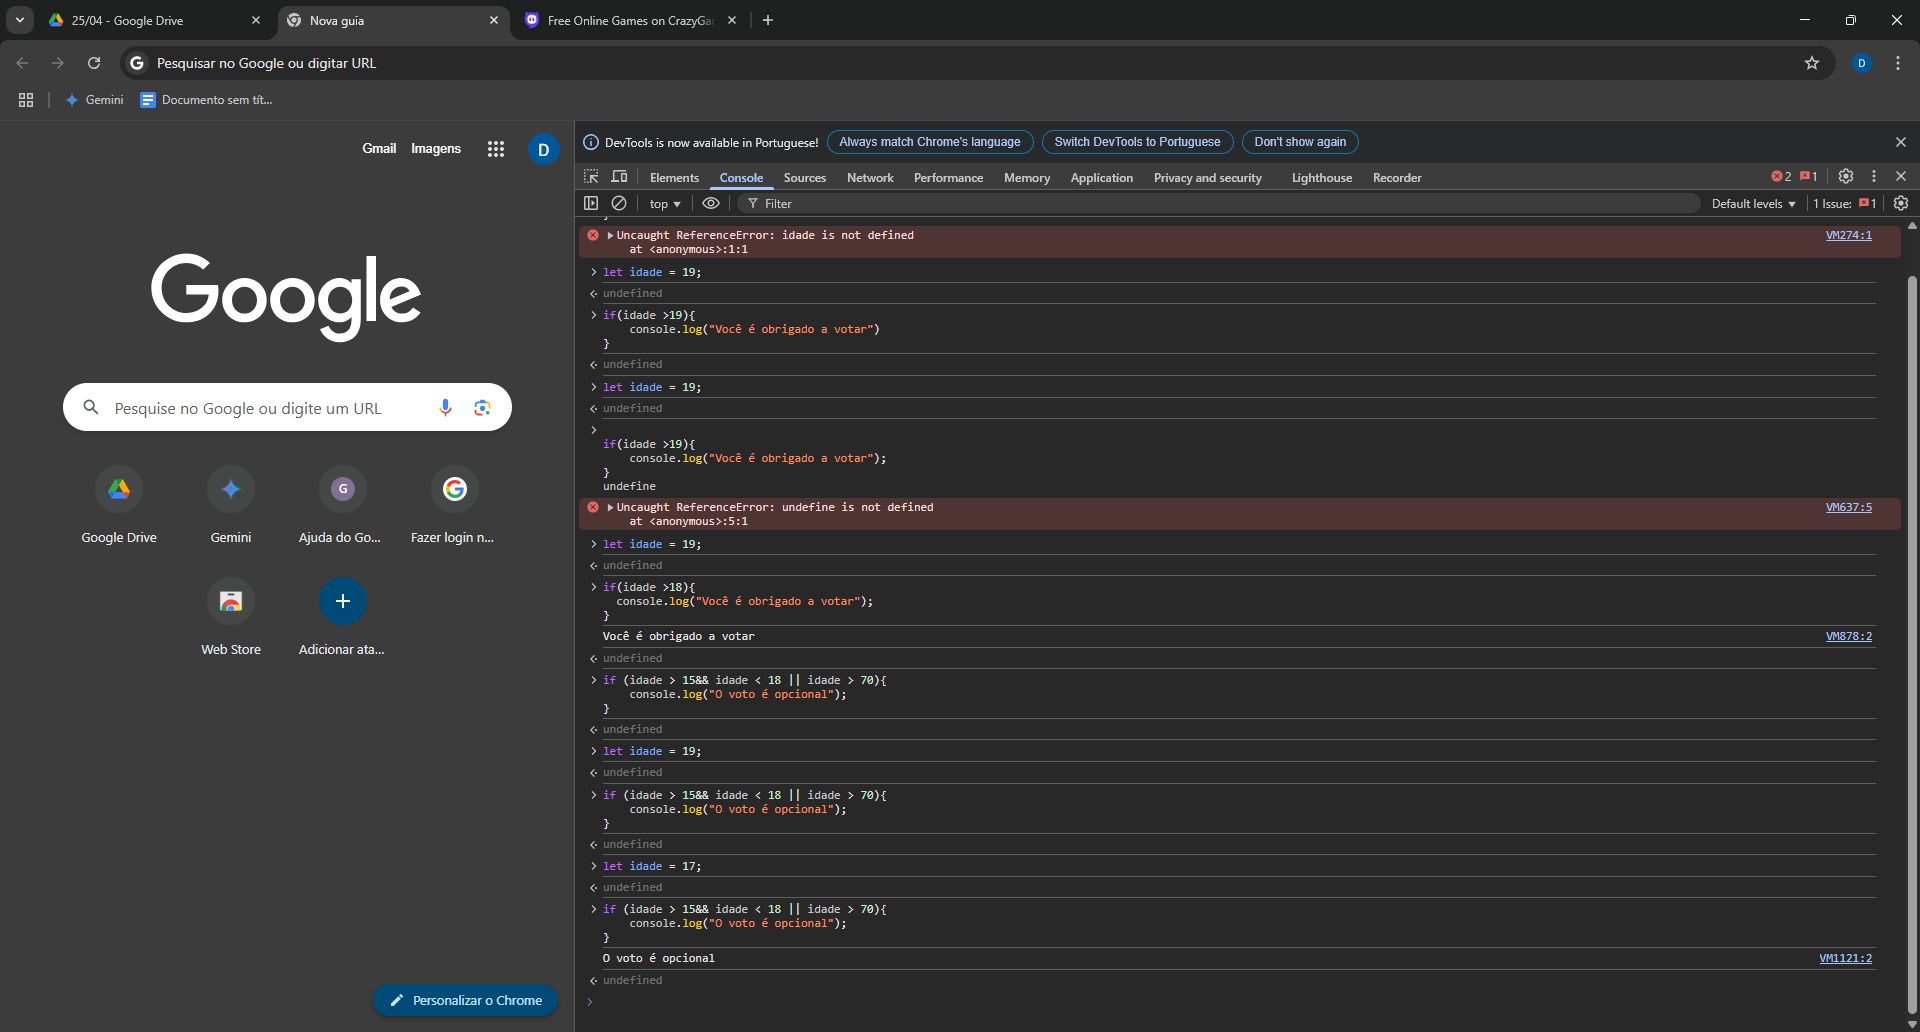 25/04 - Google Drive
Nova guia
Free Online Games on CrazyGa
Pesquisar no Google ou digitar URL
D
Gemini
Documento sem tít...
Gmail
Imagens
D
Google
Pesquise no Google ou digite um URL
Google Drive
Gemini
G
Ajuda do Go...
Fazer login n...
Web Store
Adicionar ata...
Personalizar o Chrome
DevTools is now available in Portuguese!
Always match Chrome's language
Switch DevTools to Portuguese
Don't show again
Elements
Console
Sources
Network
Performance
Memory
Application
Privacy and security
Lighthouse
Recorder
2
1
top
Filter
Default levels
1 Issue:
1
}
Uncaught ReferenceError: idade is not defined
VM274:1
at <anonymous>:1:1
let idade = 19;
undefined
if(idade >19){
console.log("Você é obrigado a votar")
}
undefined
let idade = 19;
undefined
if(idade >19){
console.log("Você é obrigado a votar");
}
undefine
Uncaught ReferenceError: undefine is not defined
VM637:5
at <anonymous>:5:1
let idade = 19;
undefined
if(idade >18){
console.log("Você é obrigado a votar");
}
Você é obrigado a votar
VM878:2
undefined
if (idade > 15&& idade < 18 || idade > 70){
console.log("O voto é opcional");
}
undefined
let idade = 19;
undefined
if (idade > 15&& idade < 18 || idade > 70){
console.log("O voto é opcional");
}
undefined
let idade = 17;
undefined
if (idade > 15&& idade < 18 || idade > 70){
console.log("O voto é opcional");
}
O voto é opcional
VM1121:2
undefined